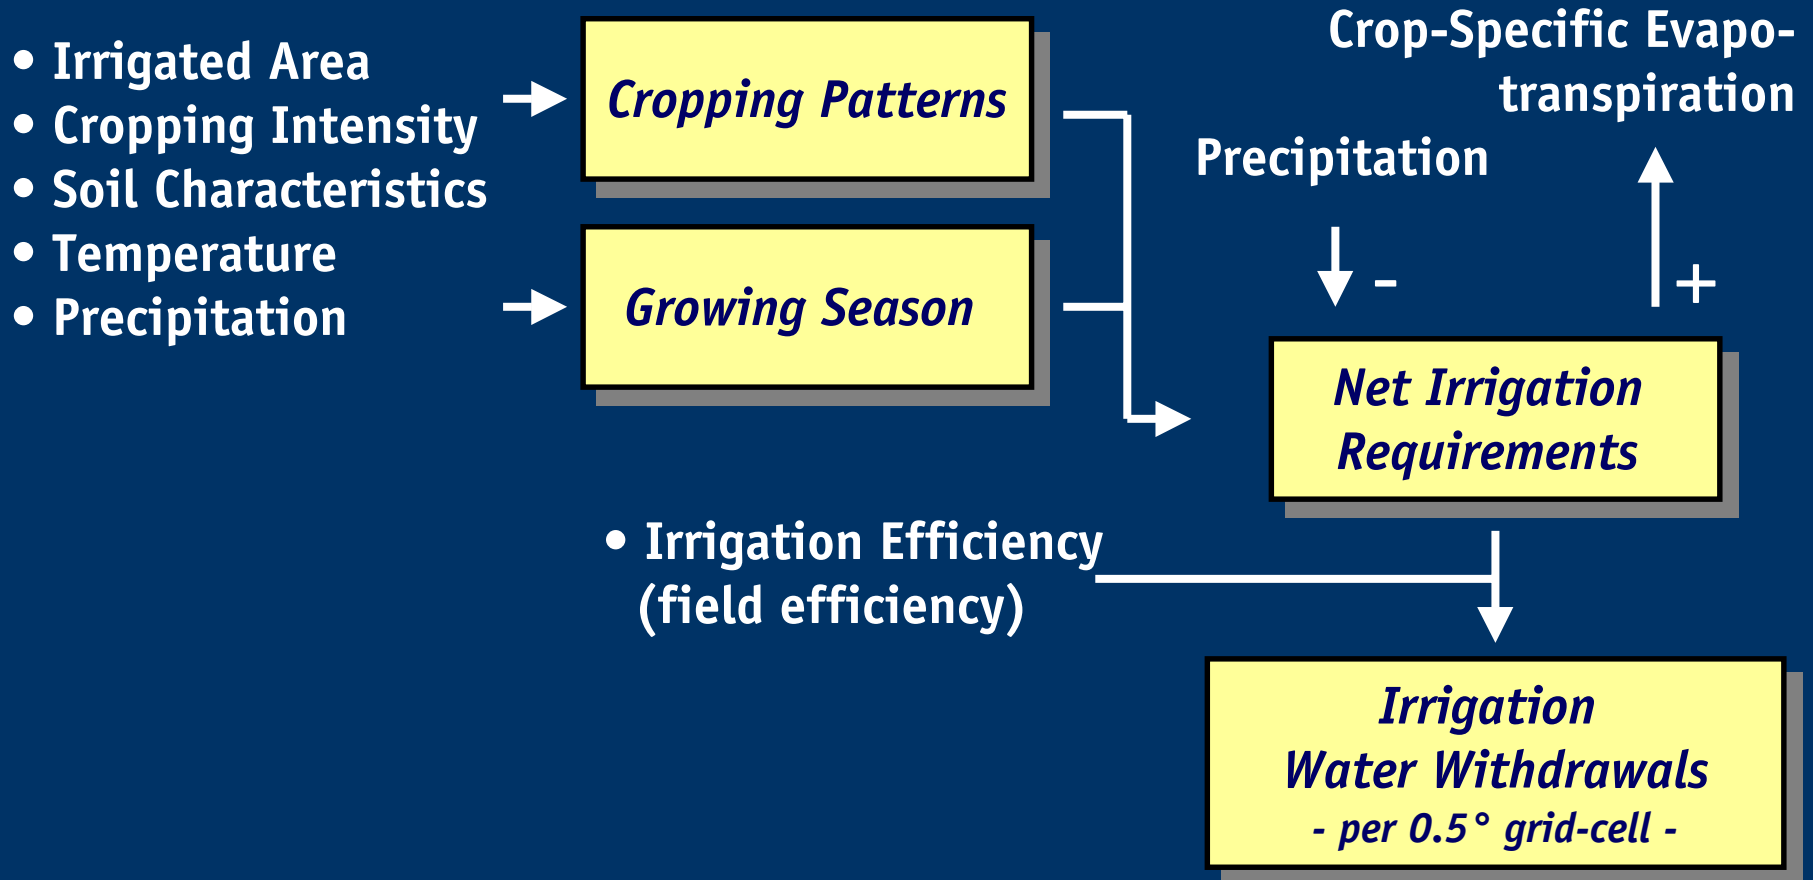 • Irrigated Area
• Cropping Intensity
• Soil Characteristics
• Temperature
• Precipitation
Cropping Patterns
Growing Season
Crop-Specific Evapo-
transpiration
Precipitation
-
+
Net Irrigation
Requirements
• Irrigation Efficiency
(field efficiency)
Irrigation
Water Withdrawals
- per 0.5° grid-cell -